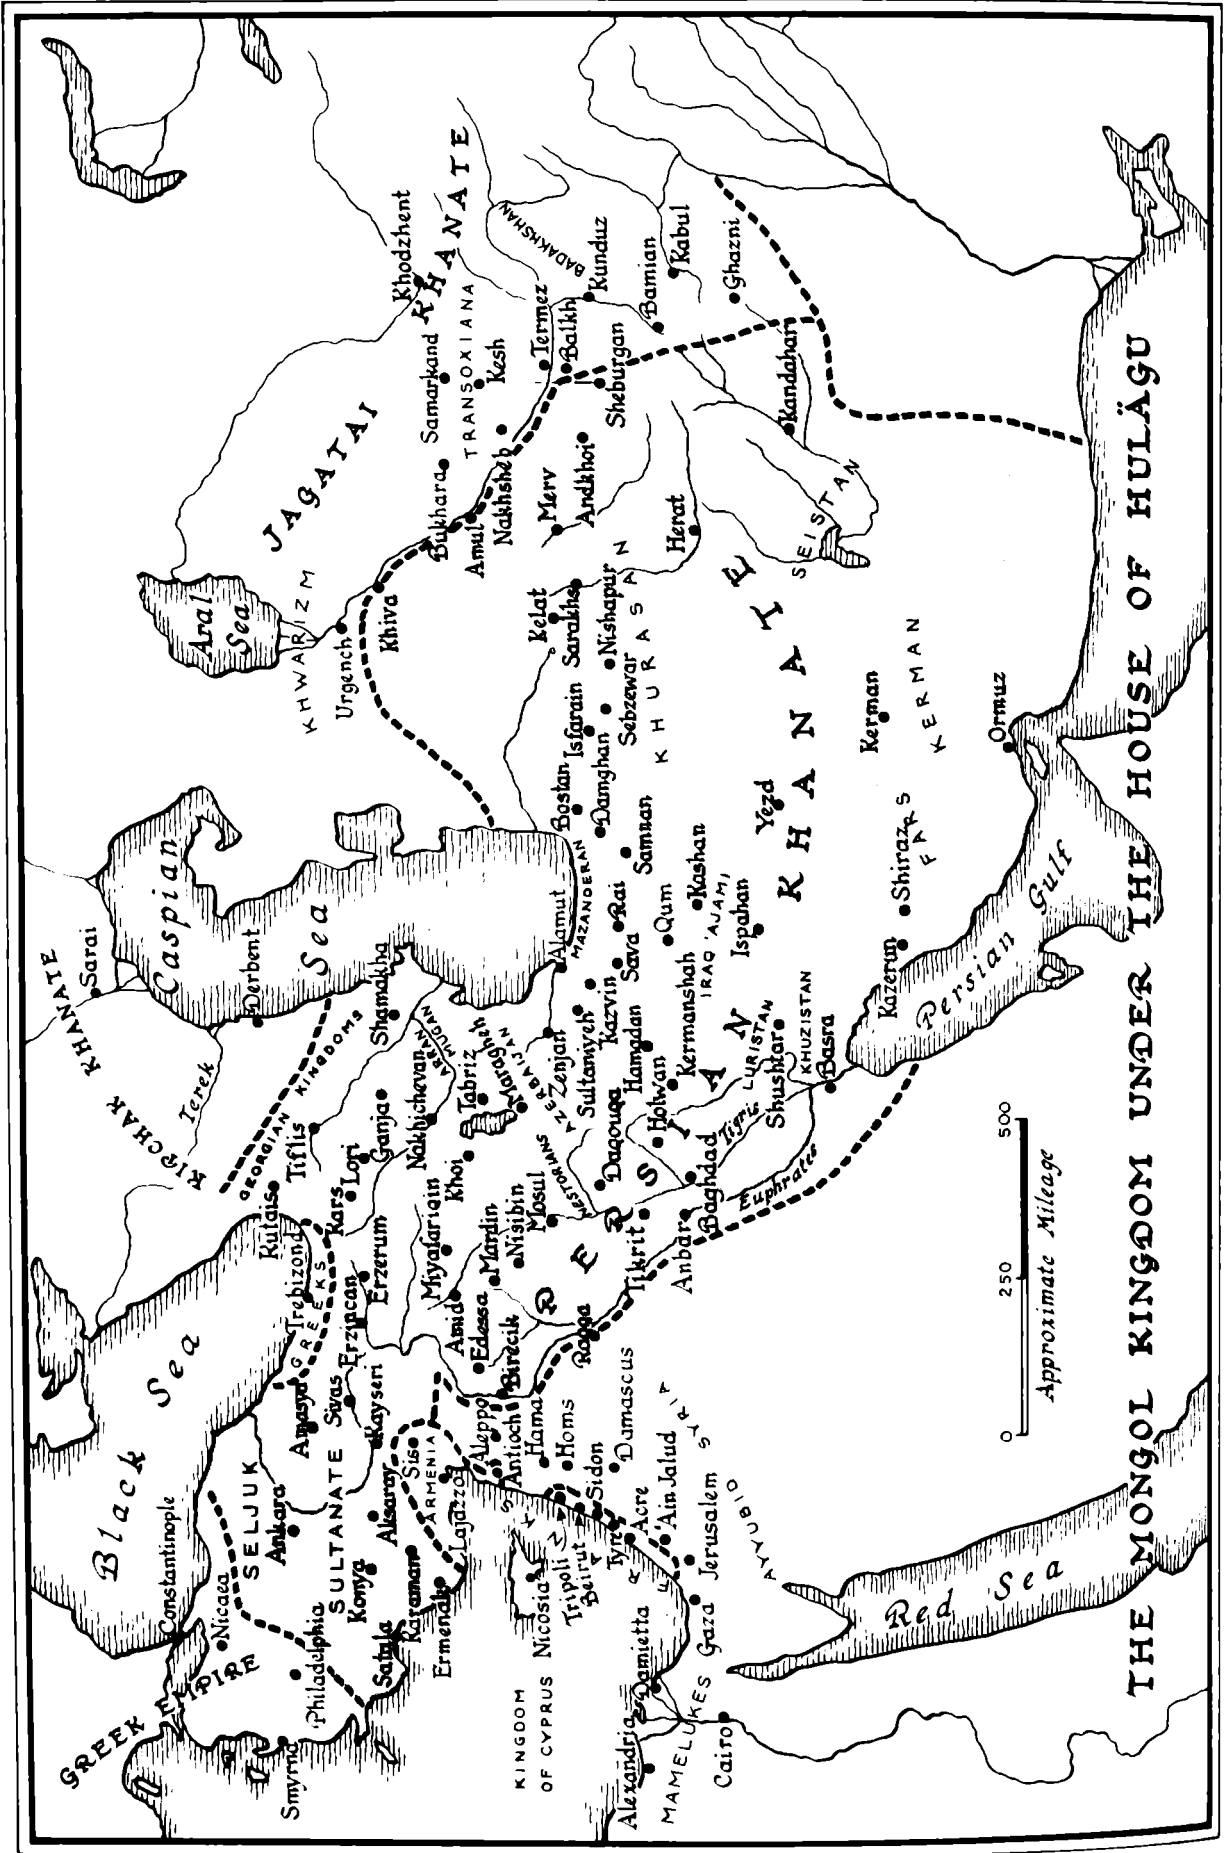 THE MONGOL KINGDOM UNDER THE HOUSE OF HULÄGU
Black Sea
Caspian Sea
Aral Sea
Red Sea
Persian Gulf
GREEK EMPIRE
Constantinople
Nicaea
Smyrna
Philadelphia
SELJUK
SULTANATE
Ankara
Amasya
Sivas
Kayseri
Aksaray
Konya
Karaman
Ermenak
Satala
ARMENIA
Sis
Lajazzo
GREEKS
Trebizond
Erzincan
Erzerum
Kutais
Kars
Lori
Tiflis
Ganja
GEORGIAN KINGDOMS
KIPCHAK KHANATE
Terek
Sarai
Derbent
Shamakha
ARRAN
MUGAN
Nakhichevan
Khoi
Tabriz
Maragheh
AZERBAIJAN
Miyafariqin
Amid
Mardin
Nisibin
Edessa
Birecik
Mosul
NESTORIANS
Raqqa
Tikrit
Anbar
Baghdad
Daqouqa
Holwan
Tigris
Euphrates
KINGDOM
OF CYPRUS
Nicosia
Aleppo
Antioch
Hama
Homs
Tripoli
Beirut
Sidon
Damascus
Tyre
Acre
'Ain Jalud
Jerusalem
Gaza
AYYUBID SYRIA
Damietta
Alexandria
MAMELUKES
Cairo
PERSIAN KHANATE
Zenjan
Sultaniyeh
Kazvin
Hamadan
Kermanshah
LURISTAN
Shushtar
KHUZISTAN
Basra
Alamut
MAZANDERAN
Sava
Rai
Qum
Kashan
IRAQ 'AJAMI
Ispahan
Samnan
Damghan
Bostan
Isfarain
Sebzewar
Nishapur
KHURASAN
Kelat
Sarakhs
Merv
Andkhoi
Herat
Yezd
Kazerun
Shiraz
FARS
Kerman
KERMAN
Ormuz
SEISTAN
Kandahar
Ghazni
Kabul
Bamian
Kunduz
BADAKHSHAN
Balkh
Termez
Sheburgan
JAGATAI KHANATE
KHWARIZM
Urgench
Khiva
Bukhara
Amul
Nakhsheb
Samarkand
Kesh
TRANSOXIANA
Khodzhent
0 250 500
Approximate Mileage